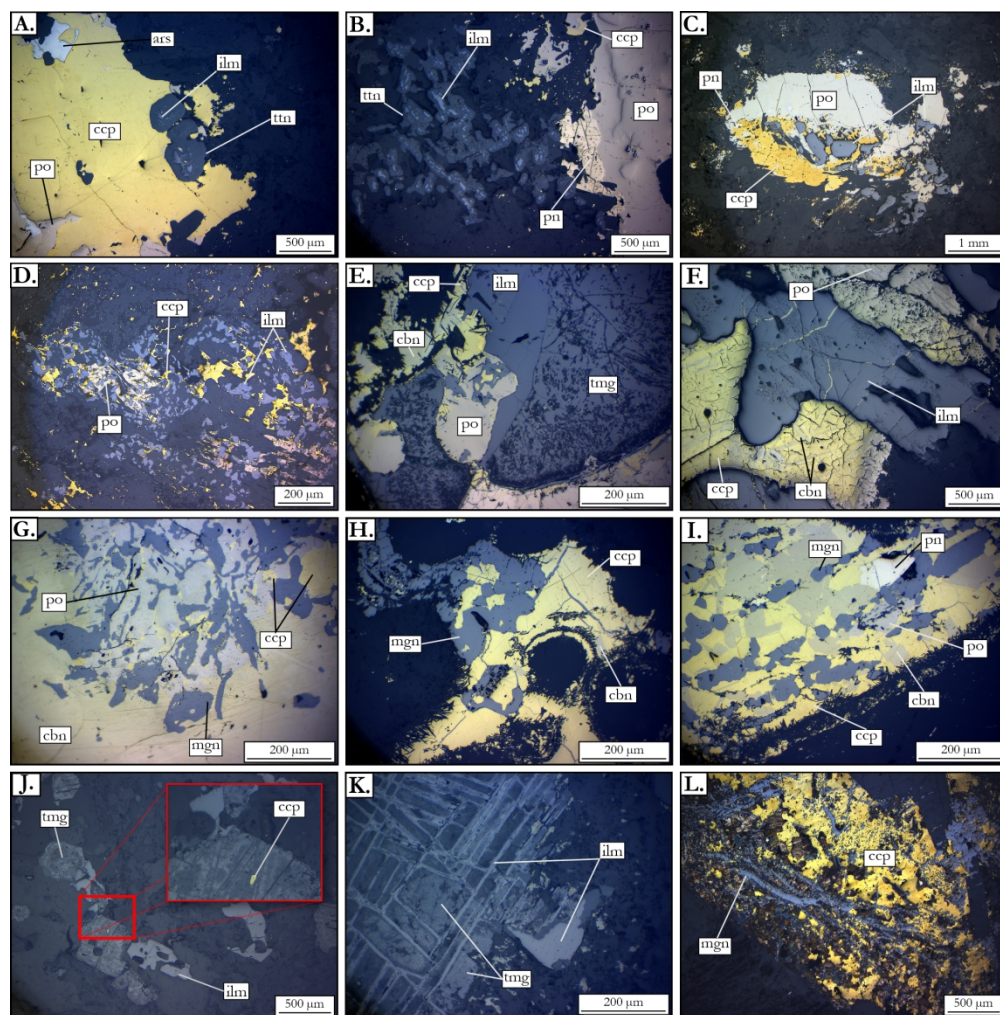 A.
ars
ilm
ttn
ccp
po
500 µm
B.
ilm
ccp
ttn
po
pn
500 µm
C.
pn
po
ilm
ccp
1 mm
D.
ccp
ilm
po
200 µm
E.
ccp
ilm
cbn
tmg
po
200 µm
F.
po
ilm
ccp
cbn
500 µm
G.
po
ccp
cbn
mgn
200 µm
H.
ccp
mgn
cbn
200 µm
I.
mgn
pn
po
cbn
ccp
200 µm
J.
tmg
ccp
ilm
500 µm
K.
ilm
tmg
200 µm
L.
ccp
mgn
500 µm